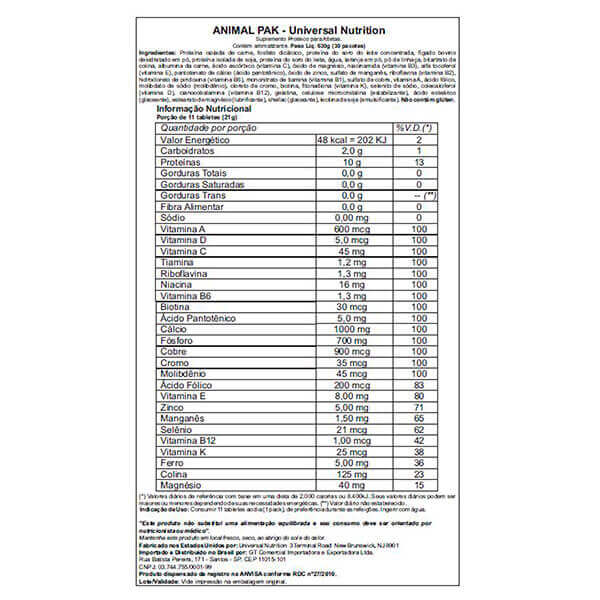 ANIMAL PAK - Universal Nutrition
Suplemento Protéico para Atletas.
Contém aromatizante. Peso Líq. 630g (30 pacotes)
Ingredientes: Proteína isolada de carne, fosfato dicálcico, proteína do soro do leite concentrada, fígado bovino
desidratado em pó, proteína isolada de soja, proteína do soro do leite, água, laranja em pó, pó de linhaça, bitartrato de
colina, albumina da carne, ácido ascórbico (vitamina C), óxido de magnésio, niacinamida (vitamina B3), alfa tocoferol
(vitamina E), pantotenato de cálcio (ácido pantotênico), óxido de zinco, sulfato de manganês, riboflavina (vitamina B2),
hidrocloreto de piridoxina (vitamina B6), mononitrato de tiamina (vitamina B1), sulfato de cobre, vitamina A, ácido fólico,
molibdato de sódio (molibdênio), cloreto de cromo, biotina, fitonadiona (vitamina K), selenito de sódio, colecalciferol
(vitamina D), cianocobalamina (vitamina B12), gelatina, celulose microcristalina (estabilizante), ácido esteárico
(glaceante), estearato de magnésio (lubrificante), shellac (glaceante), lecitina de soja (emulsificante). Não contém glúten.
Informação Nutricional
Porção de 11 tabletes (21g)
Quantidade por porção %V.D.(*)
Valor Energético 48 kcal = 202 KJ 2
Carboidratos 2,0 g 1
Proteínas 10 g 13
Gorduras Totais 0,0 g 0
Gorduras Saturadas 0,0 g 0
Gorduras Trans 0,0 g -- (**)
Fibra Alimentar 0,0 g 0
Sódio 0,00 mg 0
Vitamina A 600 mcg 100
Vitamina D 5,0 mcg 100
Vitamina C 45 mg 100
Tiamina 1,2 mg 100
Riboflavina 1,3 mg 100
Niacina 16 mg 100
Vitamina B6 1,3 mg 100
Biotina 30 mcg 100
Ácido Pantotênico 5,0 mg 100
Cálcio 1000 mg 100
Fósforo 700 mg 100
Cobre 900 mcg 100
Cromo 35 mcg 100
Molibdênio 45 mcg 100
Ácido Fólico 200 mcg 83
Vitamina E 8,00 mg 80
Zinco 5,00 mg 71
Manganês 1,50 mg 65
Selênio 21 mcg 62
Vitamina B12 1,00 mcg 42
Vitamina K 25 mcg 38
Ferro 5,00 mg 36
Colina 125 mg 23
Magnésio 40 mg 15
(*) Valores diários de referência com base em uma dieta de 2.000 calorias ou 8.400kJ. Seus valores diários podem ser
maiores ou menores dependendo de suas necessidades energéticas. (**) Valor diário não estabelecido.
Indicação de Uso: Consumir 11 tabletes ao dia (1 pack), de preferência durante as refeições. Ingerir com água.
"Este produto não substitui uma alimentação equilibrada e seu consumo deve ser orientado por
nutricionista ou médico".
Mantenha este produto em local fresco, seco, ao abrigo do sol e do calor.
Fabricado nos Estados Unidos por: Universal Nutrition 3 Terminal Road New Brunswick, NJ 8901
Importado e Distribuído no Brasil por: GT Comercial Importadora e Exportadora Ltda.
Rua Batista Pereira, 171 - Santos - SP, CEP 11015-101
CNPJ: 03.744.755/0001-99
Produto dispensado de registro na ANVISA conforme RDC nº27/2010.
Lote/Validade: Vide impressão na embalagem original.